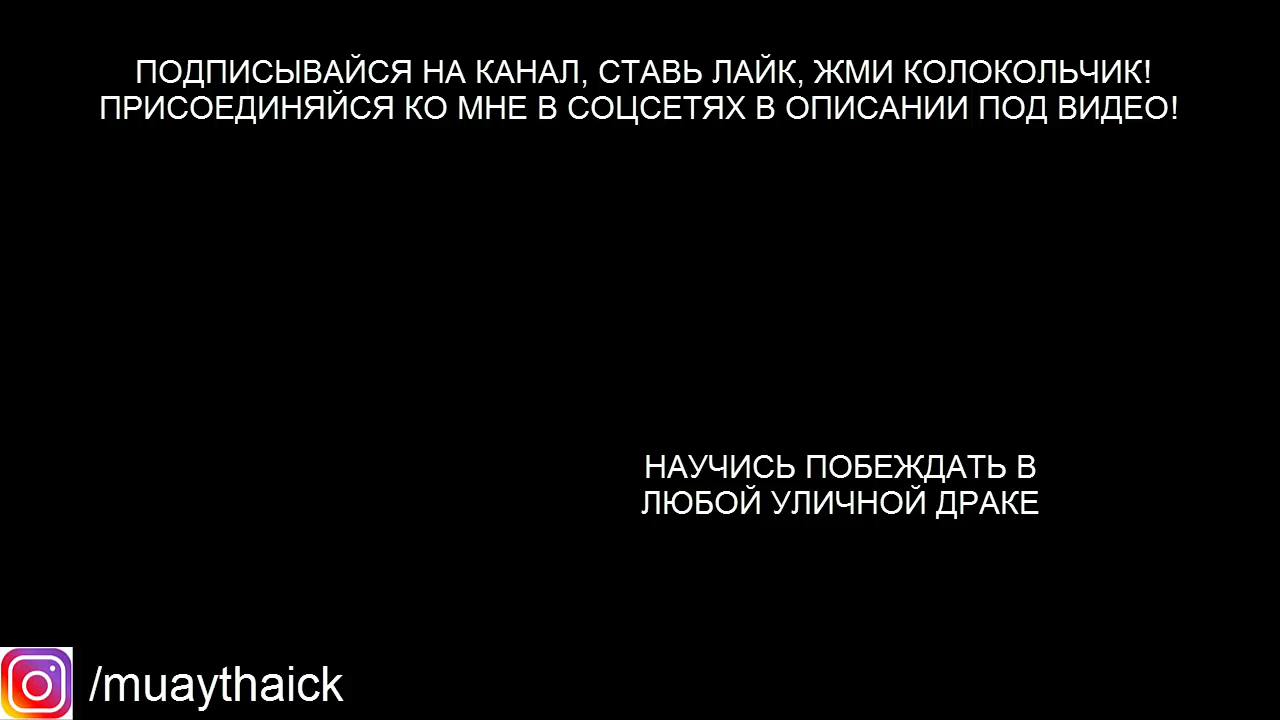 ПОДПИСЫВАЙСЯ НА КАНАЛ, СТАВЬ ЛАЙК, ЖМИ КОЛОКОЛЬЧИК!
ПРИСОЕДИНЯЙСЯ КО МНЕ В СОЦСЕТЯХ В ОПИСАНИИ ПОД ВИДЕО!
НАУЧИСЬ ПОБЕЖДАТЬ В
ЛЮБОЙ УЛИЧНОЙ ДРАКЕ
/muaythaick